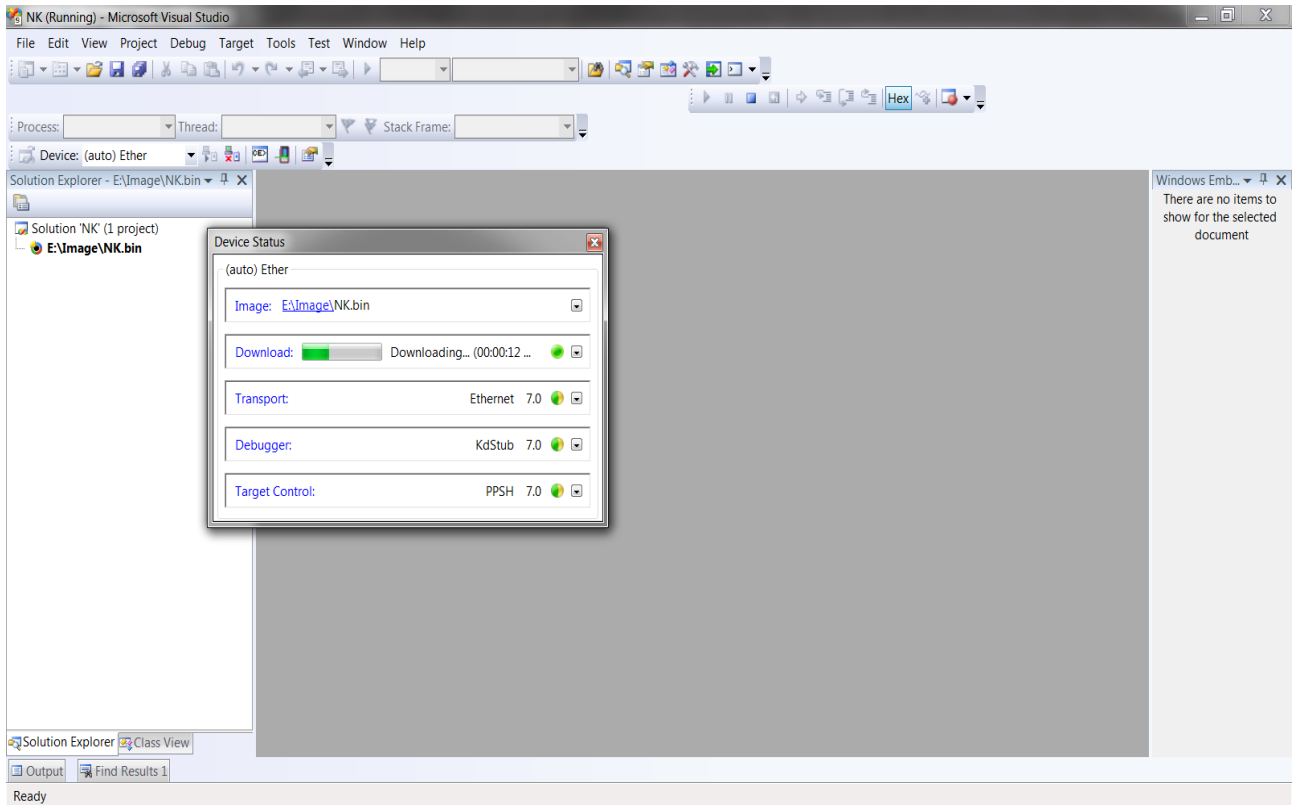 NK (Running) - Microsoft Visual Studio
File Edit View Project Debug Target Tools Test Window Help
Hex
Process: Thread: Stack Frame:
Device: (auto) Ether
Solution Explorer - E:\Image\NK.bin
Solution 'NK' (1 project)
E:\Image\NK.bin
Device Status
(auto) Ether
Image: E:\Image\NK.bin
Download: Downloading... (00:00:12 ...
Transport: Ethernet 7.0
Debugger: KdStub 7.0
Target Control: PPSH 7.0
Windows Emb...
There are no items to
show for the selected
document
Solution Explorer Class View
Output Find Results 1
Ready